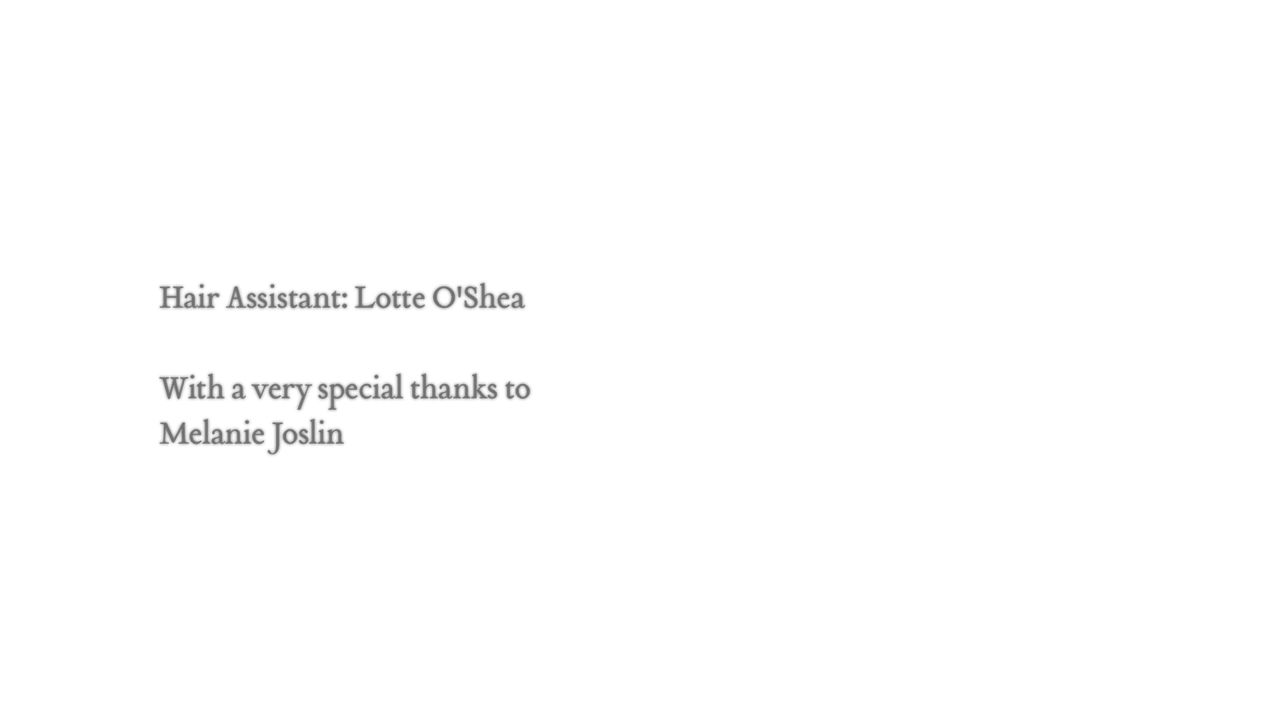 Hair Assistant: Lotte O'Shea
With a very special thanks to
Melanie Joslin